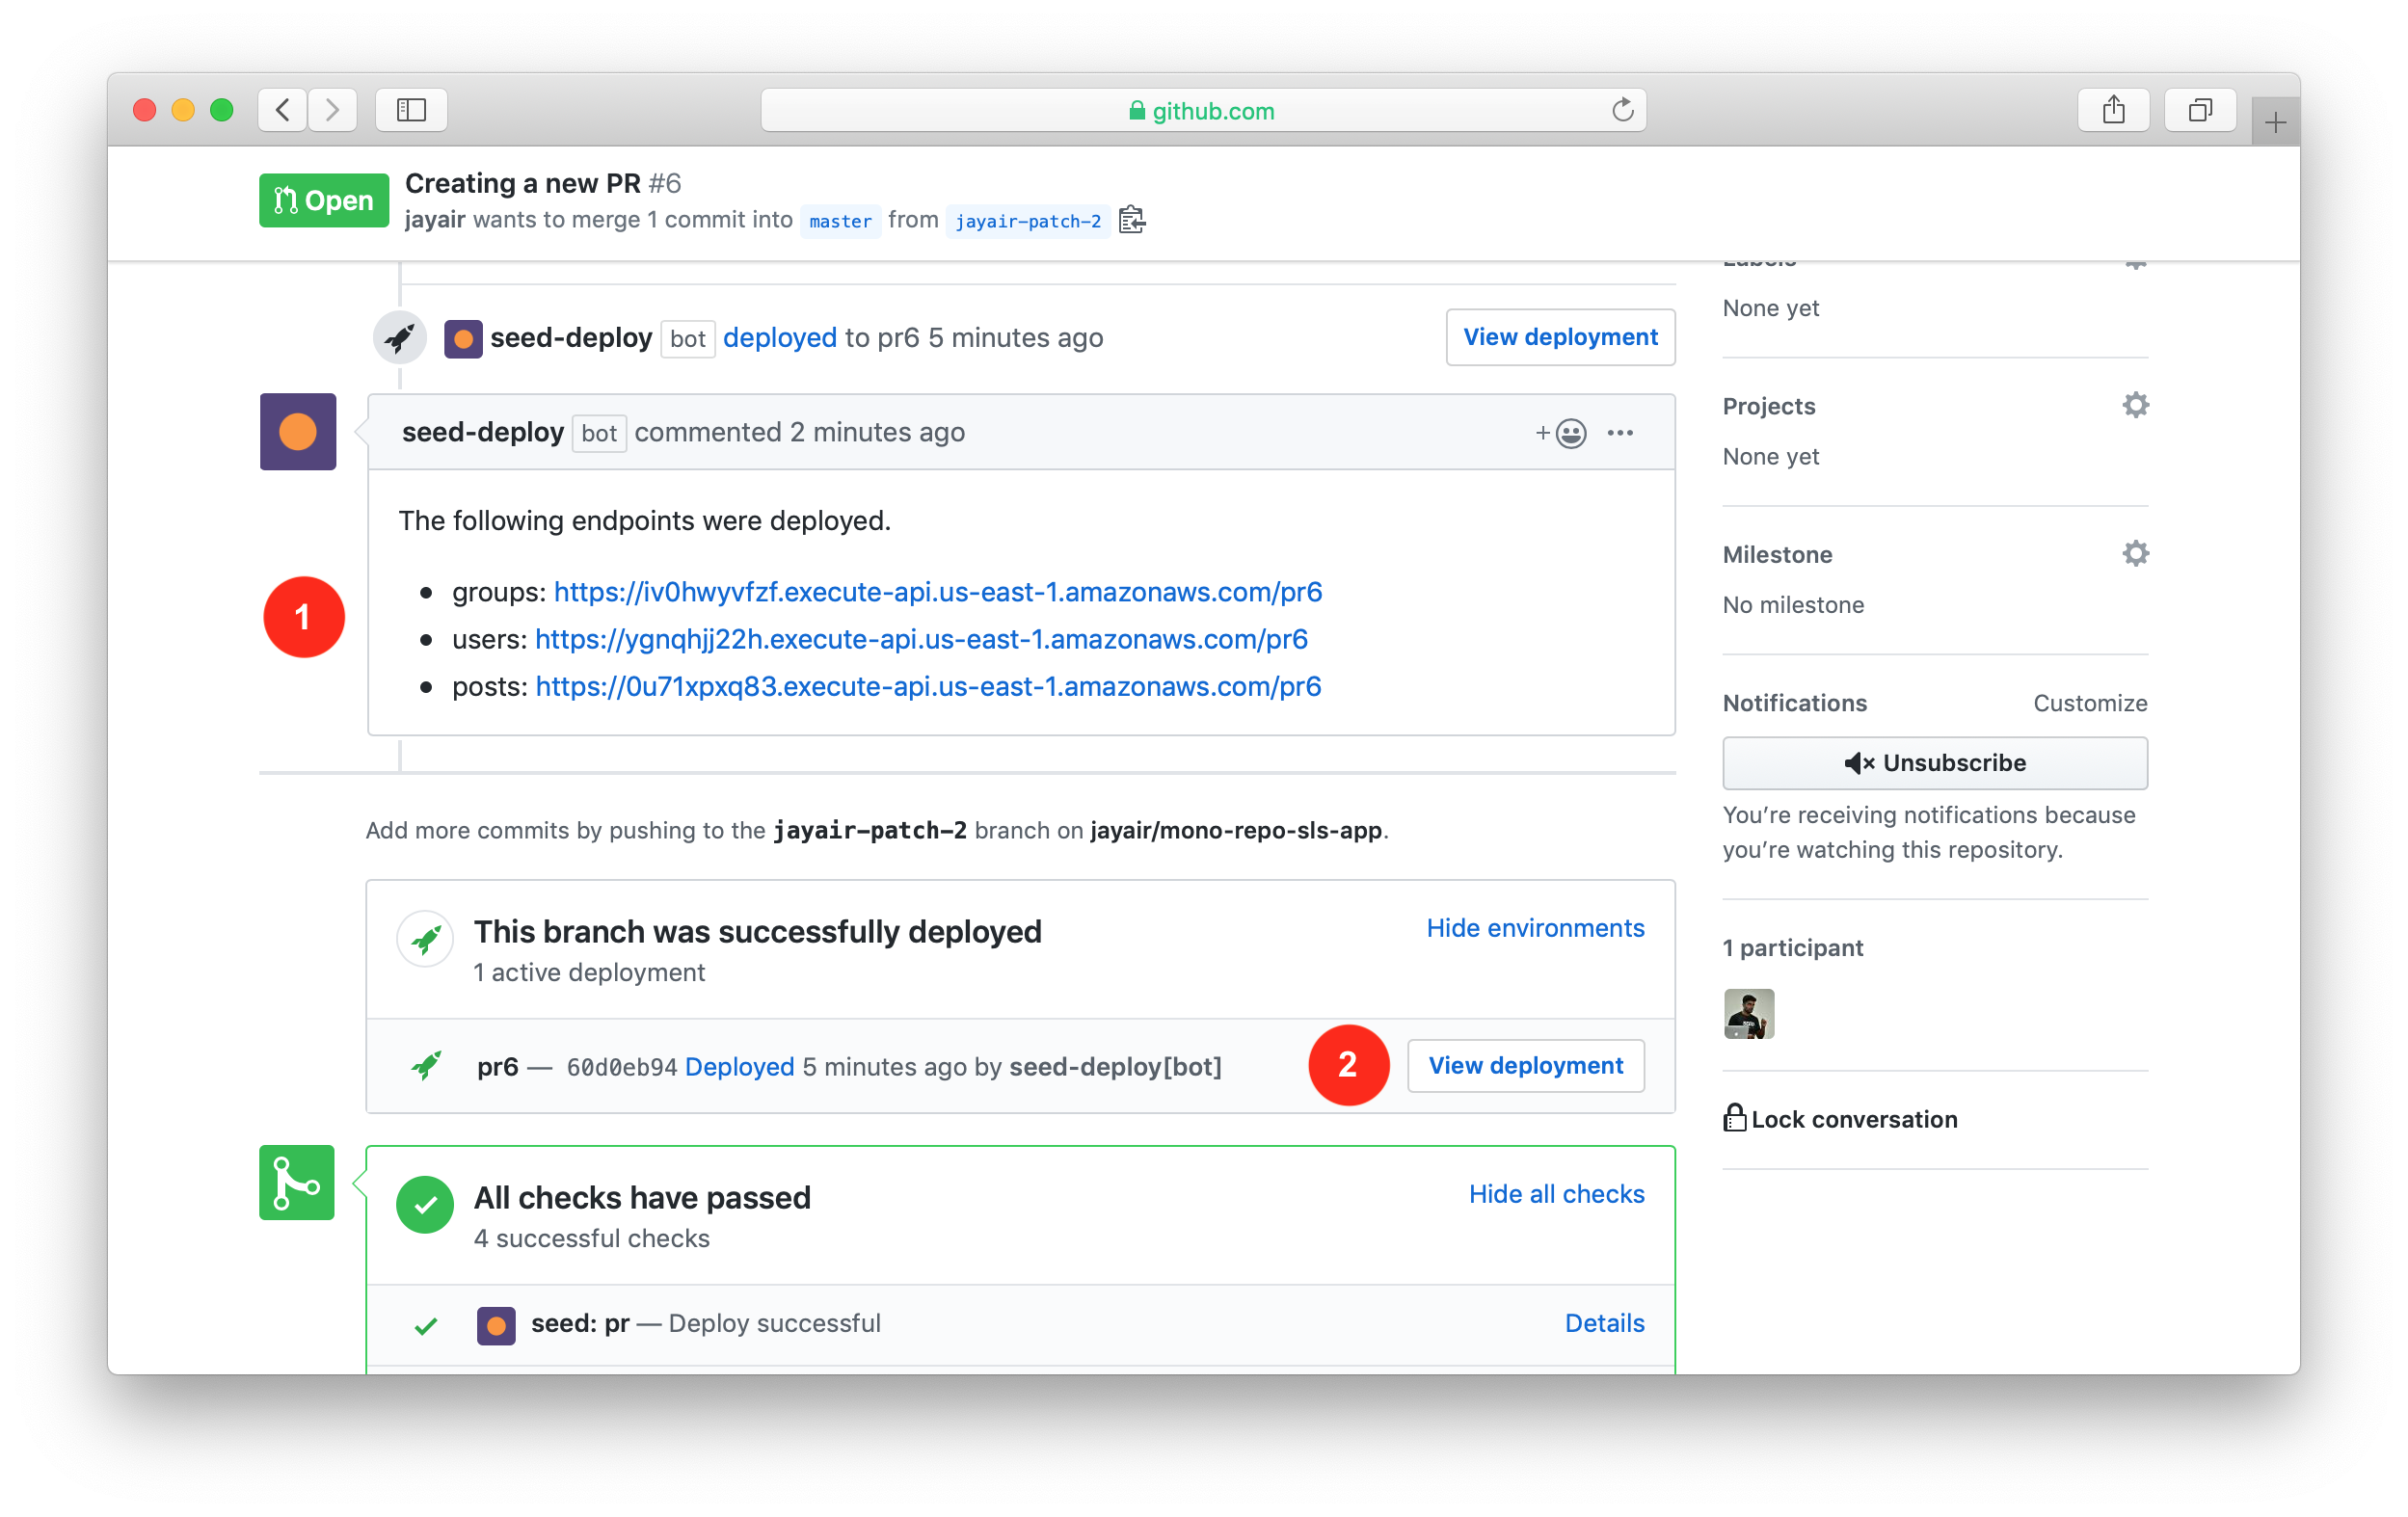 github.com
Open
Creating a new PR #6
jayair wants to merge 1 commit into master from jayair-patch-2
Labels
None yet
seed-deploy bot deployed to pr6 5 minutes ago
View deployment
Projects
None yet
seed-deploy bot commented 2 minutes ago
The following endpoints were deployed.
groups: https://iv0hwyvfzf.execute-api.us-east-1.amazonaws.com/pr6
users: https://ygnqhjj22h.execute-api.us-east-1.amazonaws.com/pr6
posts: https://0u71xpxq83.execute-api.us-east-1.amazonaws.com/pr6
1
Milestone
No milestone
Notifications
Customize
Unsubscribe
You’re receiving notifications because
you’re watching this repository.
Add more commits by pushing to the jayair-patch-2 branch on jayair/mono-repo-sls-app.
This branch was successfully deployed
1 active deployment
Hide environments
pr6 — 60d0eb94 Deployed 5 minutes ago by seed-deploy[bot]
2
View deployment
1 participant
Lock conversation
All checks have passed
4 successful checks
Hide all checks
seed: pr — Deploy successful
Details